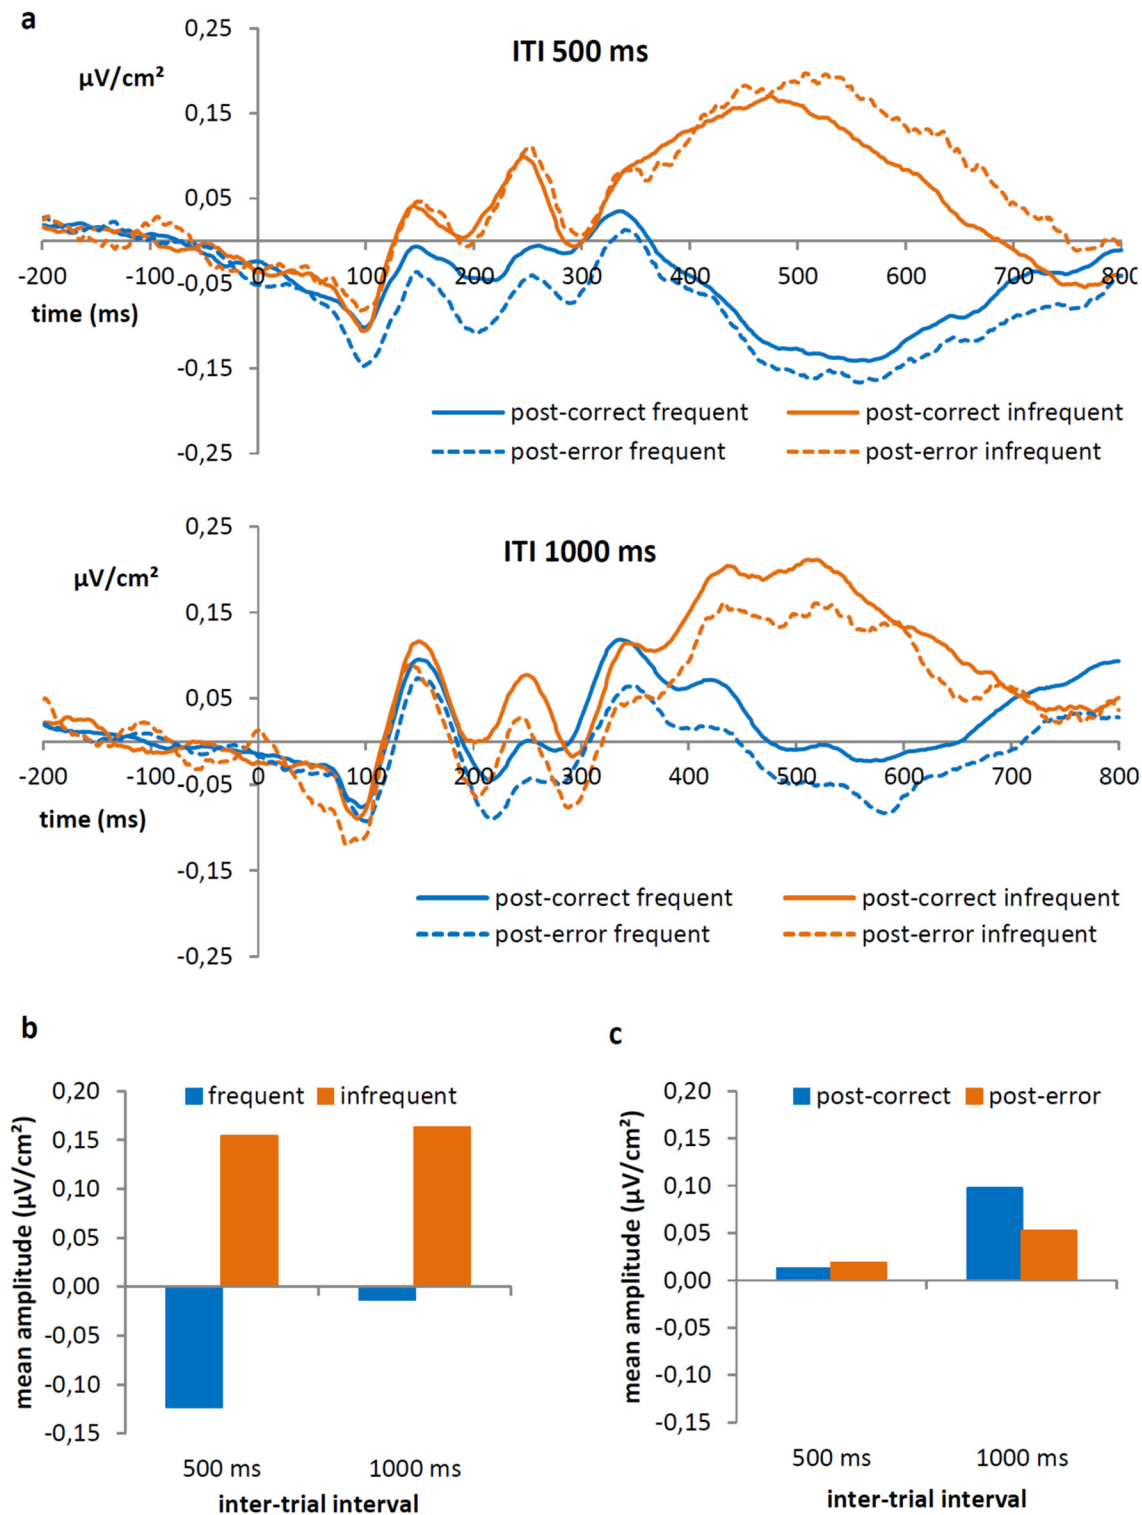 a
ITI 500 ms
µV/cm²
0,25
0,15
0,05
-0,05
-0,15
-0,25
-200 -100 0 100 200 300 400 500 600 700 800
time (ms)
post-correct frequent post-correct infrequent
post-error frequent post-error infrequent
ITI 1000 ms
µV/cm²
0,25
0,15
0,05
-0,05
-0,15
-0,25
-200 -100 0 100 200 300 400 500 600 700 800
time (ms)
post-correct frequent post-correct infrequent
post-error frequent post-error infrequent
b
frequent infrequent
mean amplitude (µV/cm²)
0,20
0,15
0,10
0,05
0,00
-0,05
-0,10
-0,15
500 ms 1000 ms
inter-trial interval
c
post-correct post-error
mean amplitude (µV/cm²)
0,20
0,15
0,10
0,05
0,00
-0,05
-0,10
-0,15
500 ms 1000 ms
inter-trial interval